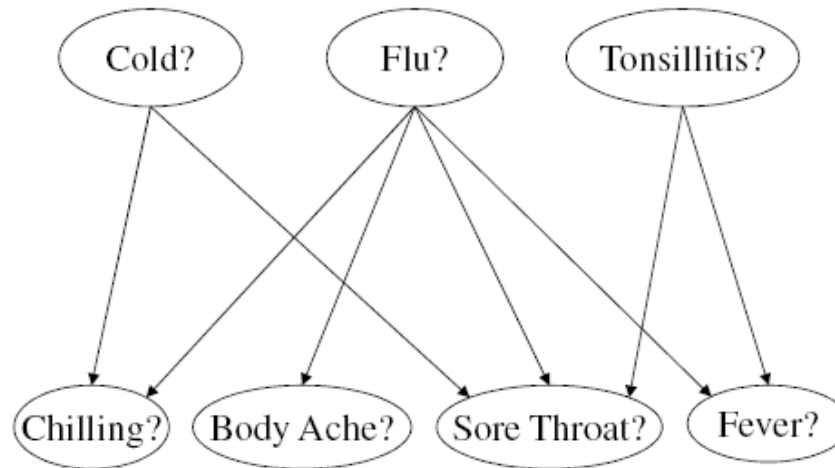 Cold?
Flu?
Tonsillitis?
Chilling?
Body Ache?
Sore Throat?
Fever?